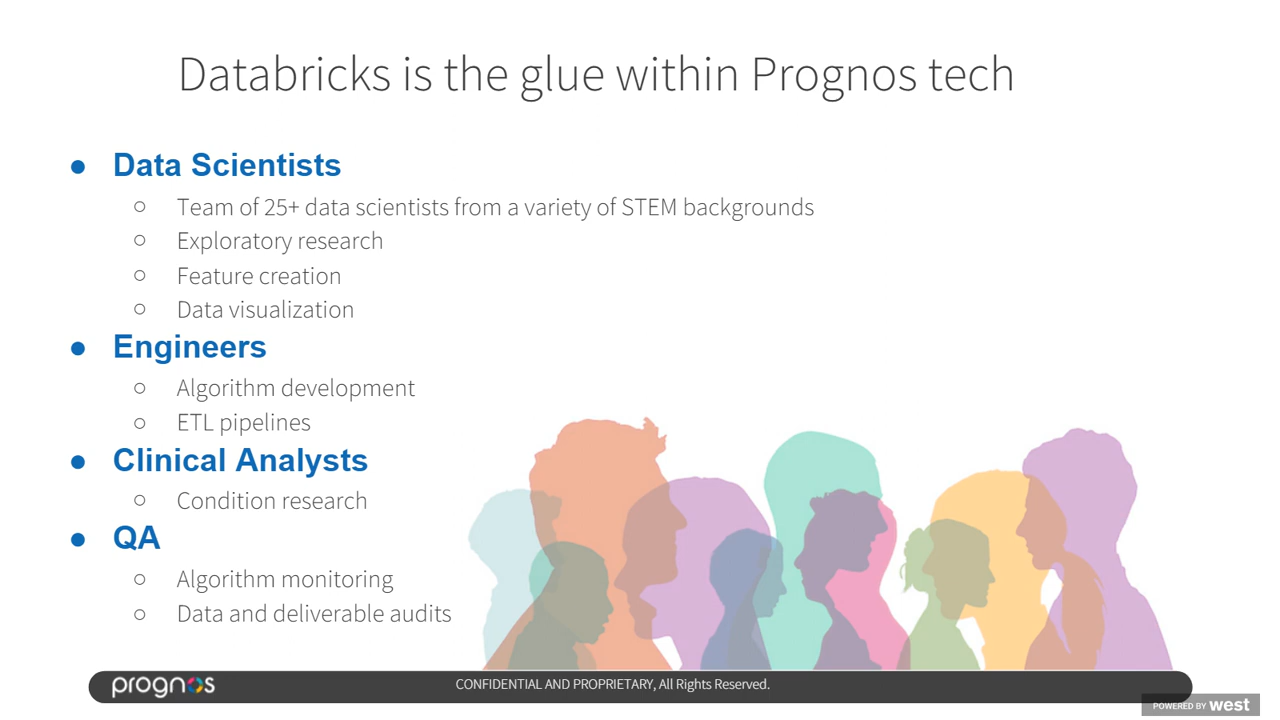 Databricks is the glue within Prognos tech
● Data Scientists
○ Team of 25+ data scientists from a variety of STEM backgrounds
○ Exploratory research
○ Feature creation
○ Data visualization
● Engineers
○ Algorithm development
○ ETL pipelines
● Clinical Analysts
○ Condition research
● QA
○ Algorithm monitoring
○ Data and deliverable audits
prognos
CONFIDENTIAL AND PROPRIETARY, All Rights Reserved.
POWERED BY west